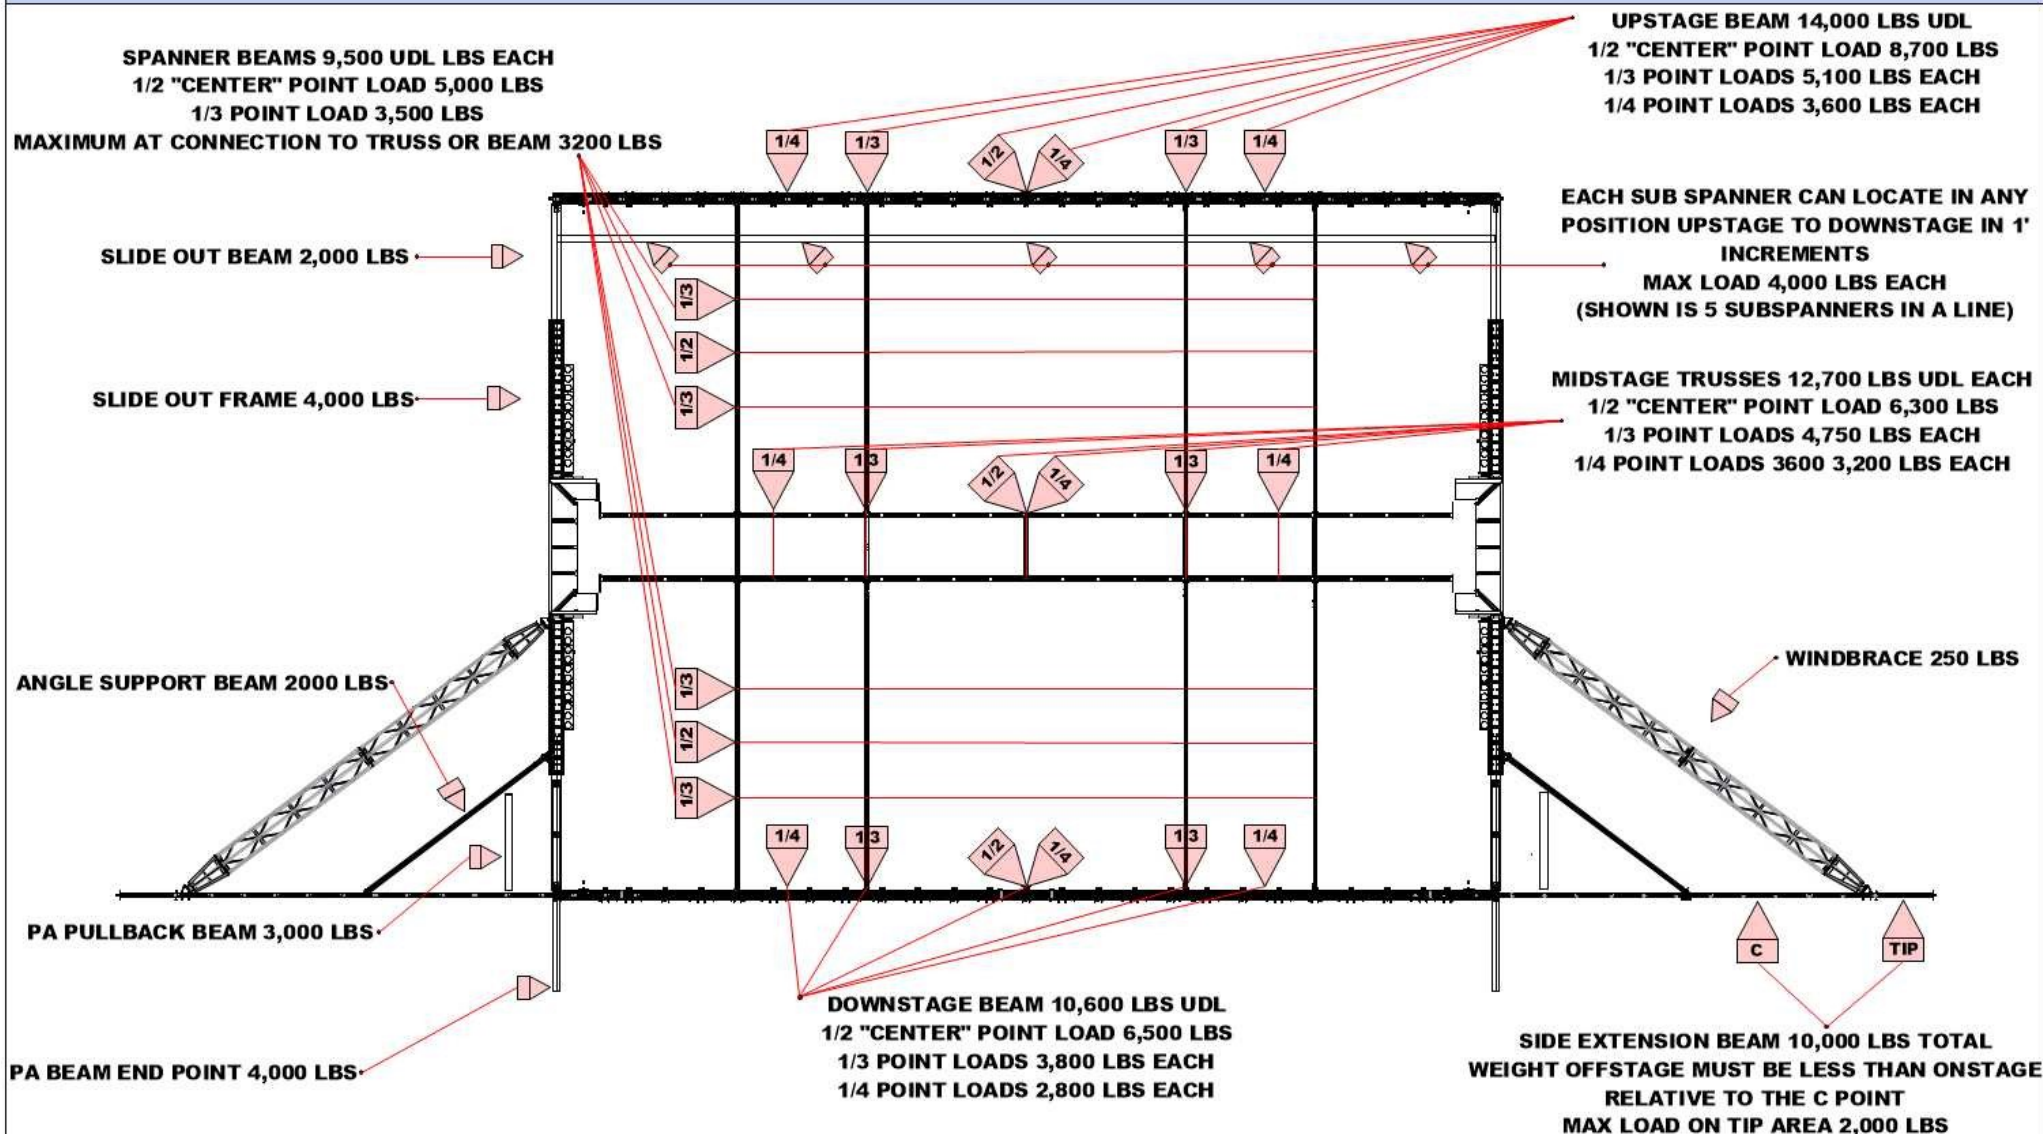 SPANNER BEAMS 9,500 UDL LBS EACH
1/2 "CENTER" POINT LOAD 5,000 LBS
1/3 POINT LOAD 3,500 LBS
MAXIMUM AT CONNECTION TO TRUSS OR BEAM 3200 LBS
UPSTAGE BEAM 14,000 LBS UDL
1/2 "CENTER" POINT LOAD 8,700 LBS
1/3 POINT LOADS 5,100 LBS EACH
1/4 POINT LOADS 3,600 LBS EACH
1/4
1/3
1/2
1/4
1/3
1/4
EACH SUB SPANNER CAN LOCATE IN ANY
POSITION UPSTAGE TO DOWNSTAGE IN 1'
INCREMENTS
MAX LOAD 4,000 LBS EACH
(SHOWN IS 5 SUBSPANNERS IN A LINE)
SLIDE OUT BEAM 2,000 LBS
1/3
1/2
1/3
SLIDE OUT FRAME 4,000 LBS
MIDSTAGE TRUSSES 12,700 LBS UDL EACH
1/2 "CENTER" POINT LOAD 6,300 LBS
1/3 POINT LOADS 4,750 LBS EACH
1/4 POINT LOADS 3600 3,200 LBS EACH
1/4
1/3
1/2
1/4
1/3
1/4
ANGLE SUPPORT BEAM 2000 LBS
WINDBRACE 250 LBS
1/3
1/2
1/3
1/4
1/3
1/2
1/4
1/3
1/4
PA PULLBACK BEAM 3,000 LBS
C
TIP
PA BEAM END POINT 4,000 LBS
DOWNSTAGE BEAM 10,600 LBS UDL
1/2 "CENTER" POINT LOAD 6,500 LBS
1/3 POINT LOADS 3,800 LBS EACH
1/4 POINT LOADS 2,800 LBS EACH
SIDE EXTENSION BEAM 10,000 LBS TOTAL
WEIGHT OFFSTAGE MUST BE LESS THAN ONSTAGE
RELATIVE TO THE C POINT
MAX LOAD ON TIP AREA 2,000 LBS